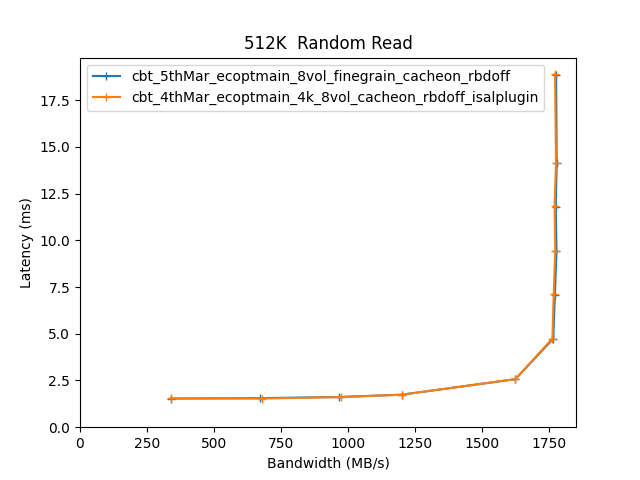 512K  Random Read
cbt_5thMar_ecoptmain_8vol_finegrain_cacheon_rbdoff
cbt_4thMar_ecoptmain_4k_8vol_cacheon_rbdoff_isalplugin
Latency (ms)
17.5
15.0
12.5
10.0
7.5
5.0
2.5
0.0
0 250 500 750 1000 1250 1500 1750
Bandwidth (MB/s)